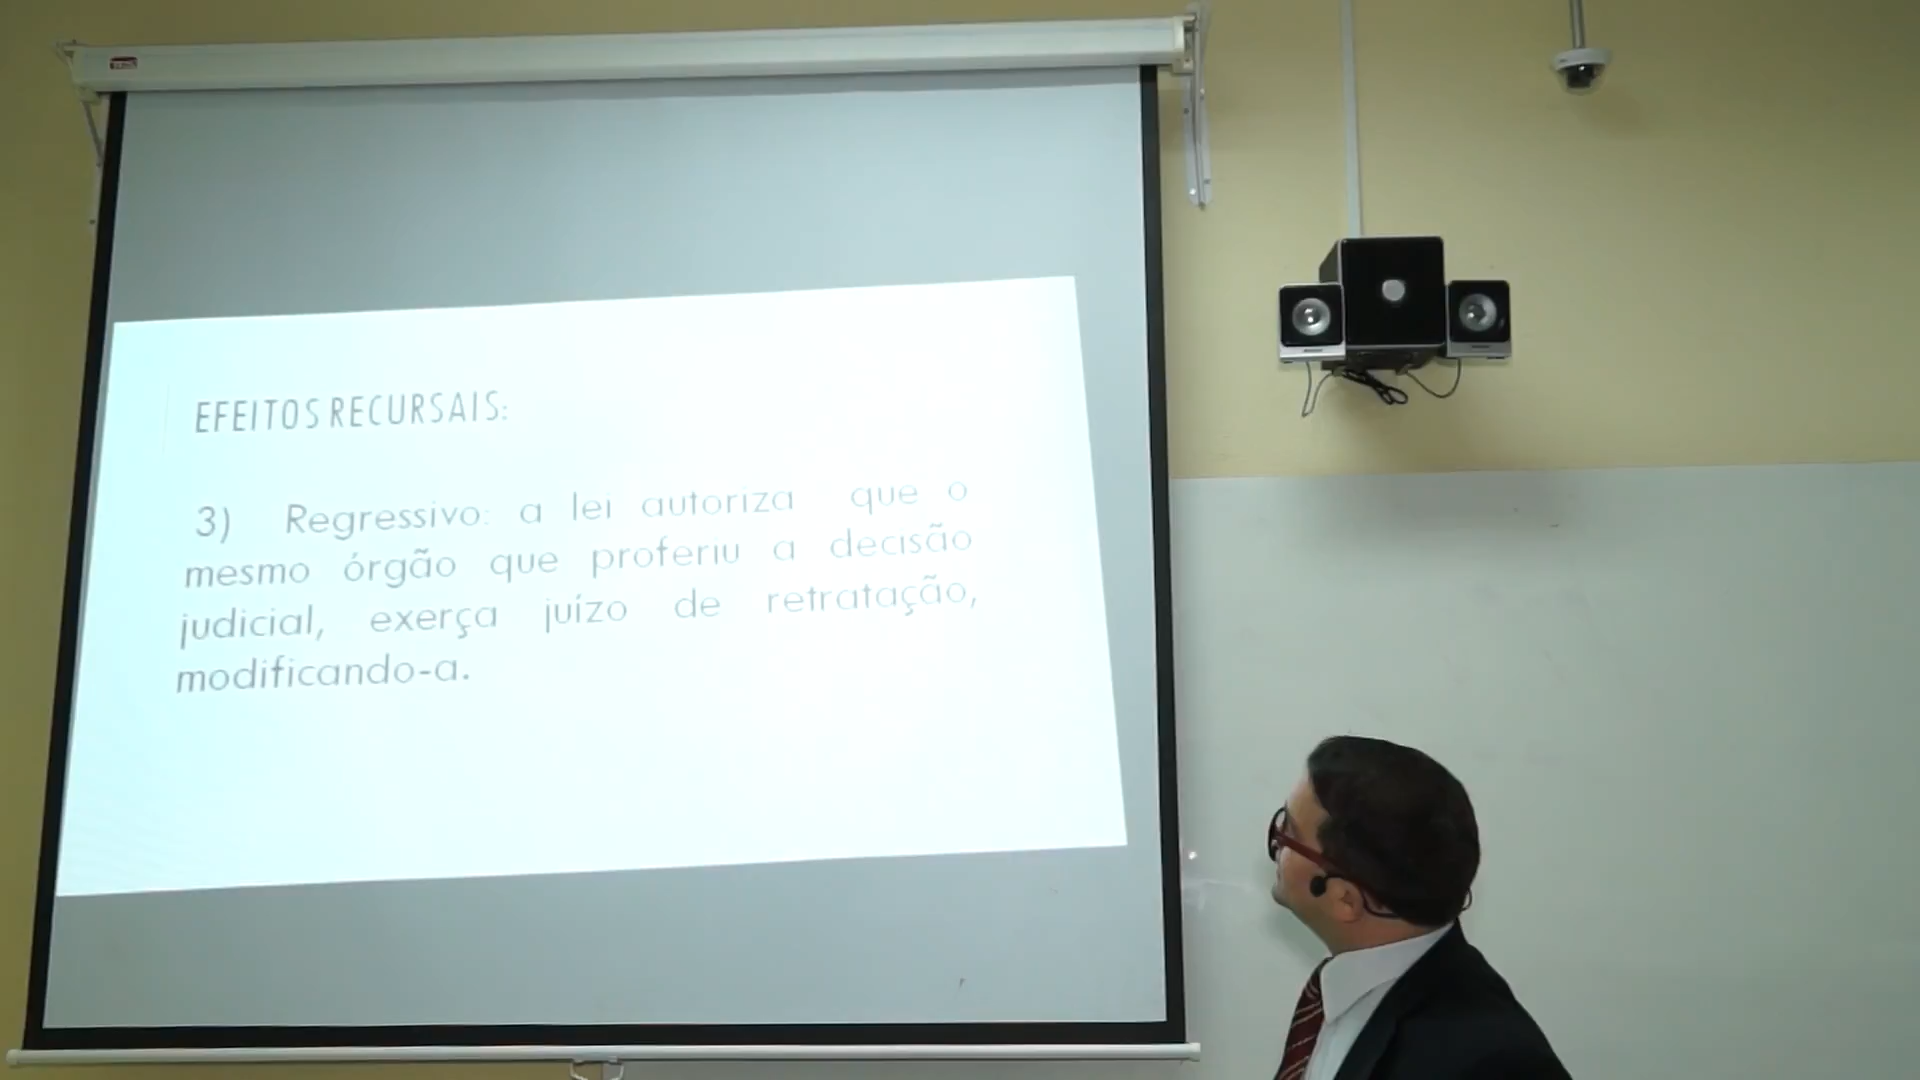 EFEITOS RECURSAIS:
3) Regressivo: a lei autoriza que o
mesmo órgão que proferiu a decisão
judicial, exerça juízo de retratação,
modificando-a.